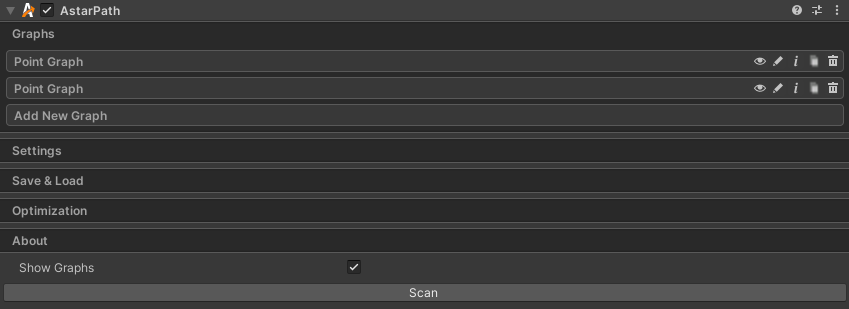 AstarPath
Graphs
Point Graph
Point Graph
Add New Graph
Settings
Save & Load
Optimization
About
Show Graphs
Scan